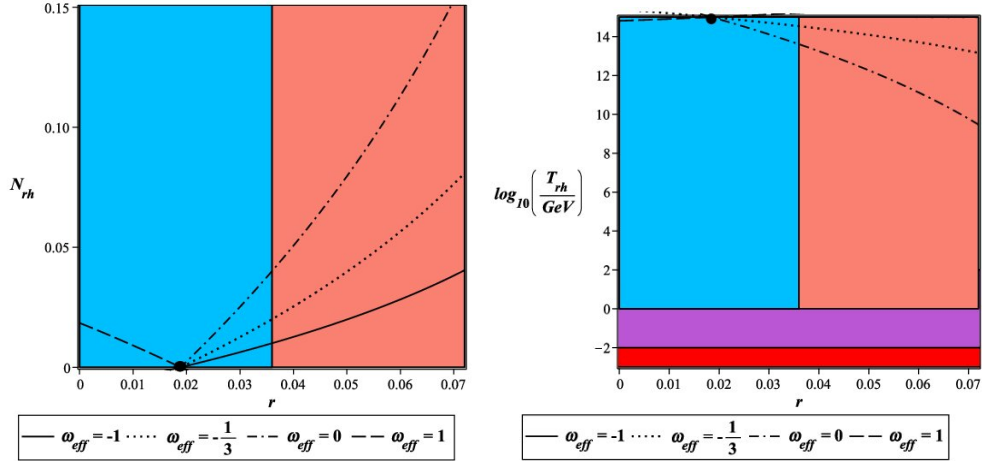 0.15
0.10
N_rh
0.05
0
0 0.01 0.02 0.03 0.04 0.05 0.06 0.07
r
ω_eff = -1 ω_eff = -1/3 ω_eff = 0 ω_eff = 1
14
12
10
8
log_10(T_rh/GeV)
6
4
2
0
-2
0 0.01 0.02 0.03 0.04 0.05 0.06 0.07
r
ω_eff = -1 ω_eff = -1/3 ω_eff = 0 ω_eff = 1